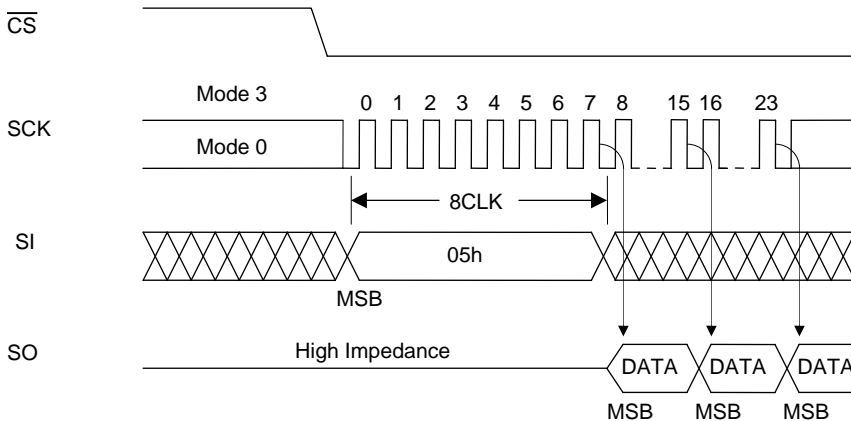 CS
Mode 3
0 1 2 3 4 5 6 7 8 15 16 23
SCK
Mode 0
8CLK
SI
05h
MSB
SO
High Impedance
DATA DATA DATA
MSB MSB MSB